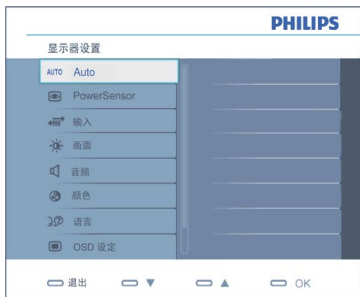 PHILIPS
显示器设置
AUTO Auto
PowerSensor
输入
画面
音频
颜色
语言
OSD 设定
退出 ▼ ▲ OK